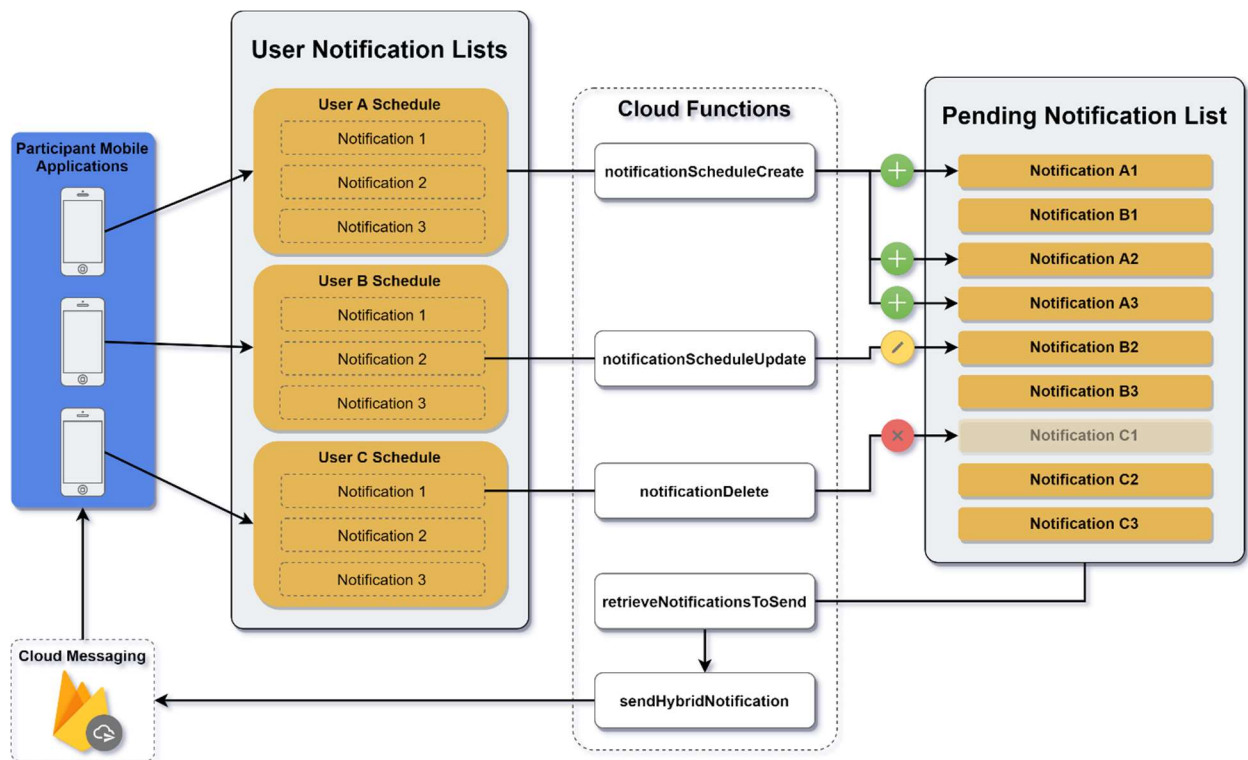 User Notification Lists
User A Schedule
Notification 1
Notification 2
Notification 3
User B Schedule
Notification 1
Notification 2
Notification 3
User C Schedule
Notification 1
Notification 2
Notification 3
Participant Mobile
Applications
Cloud Messaging
Cloud Functions
notificationScheduleCreate
notificationScheduleUpdate
notificationDelete
retrieveNotificationsToSend
sendHybridNotification
Pending Notification List
Notification A1
Notification B1
Notification A2
Notification A3
Notification B2
Notification B3
Notification C1
Notification C2
Notification C3